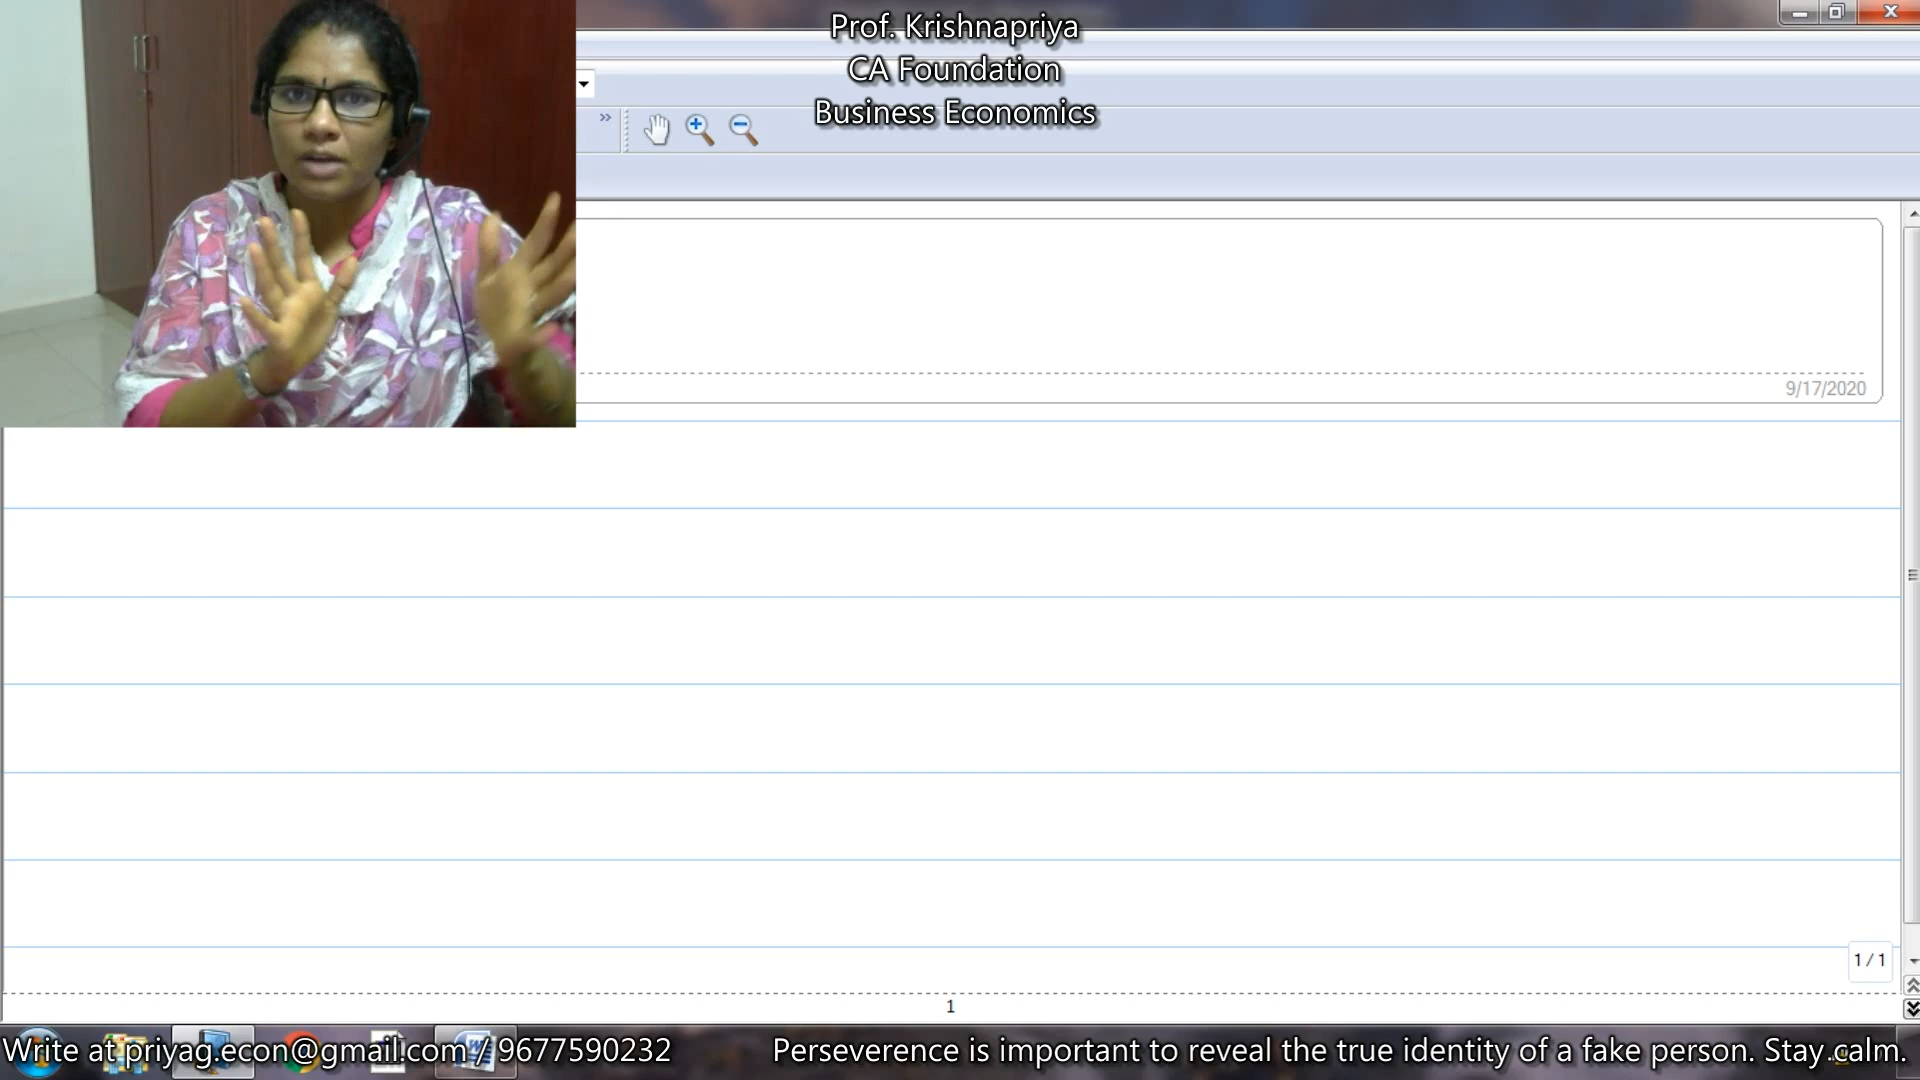 Prof. Krishnapriya
CA Foundation
Business Economics
9/17/2020
1 / 1
1
Write at priyag.econ@gmail.com / 9677590232
Perseverence is important to reveal the true identity of a fake person. Stay calm.